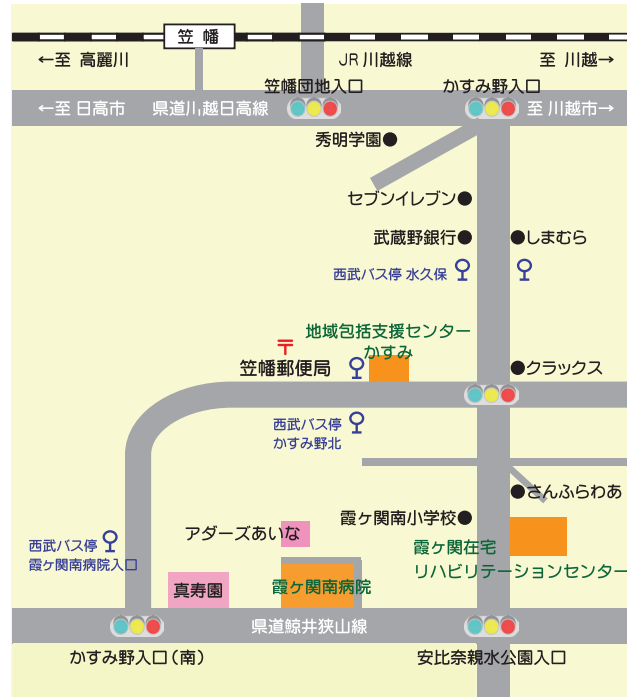 笠 幡
←至 高麗川
JR 川越線
至 川越→
笠幡団地入口
かすみ野入口
←至 日高市
県道川越日高線
至 川越市→
秀明学園
セブンイレブン
武蔵野銀行
しまむら
西武バス停 水久保
地域包括支援センター
かすみ
〒
笠幡郵便局
クラックス
西武バス停
かすみ野北
さんふらわあ
霞ヶ関南小学校
アダーズあいな
西武バス停
霞ヶ関南病院入口
霞ヶ関在宅
リハビリテーションセンター
真寿園
霞ヶ関南病院
県道鯨井狭山線
かすみ野入口（南）
安比奈親水公園入口